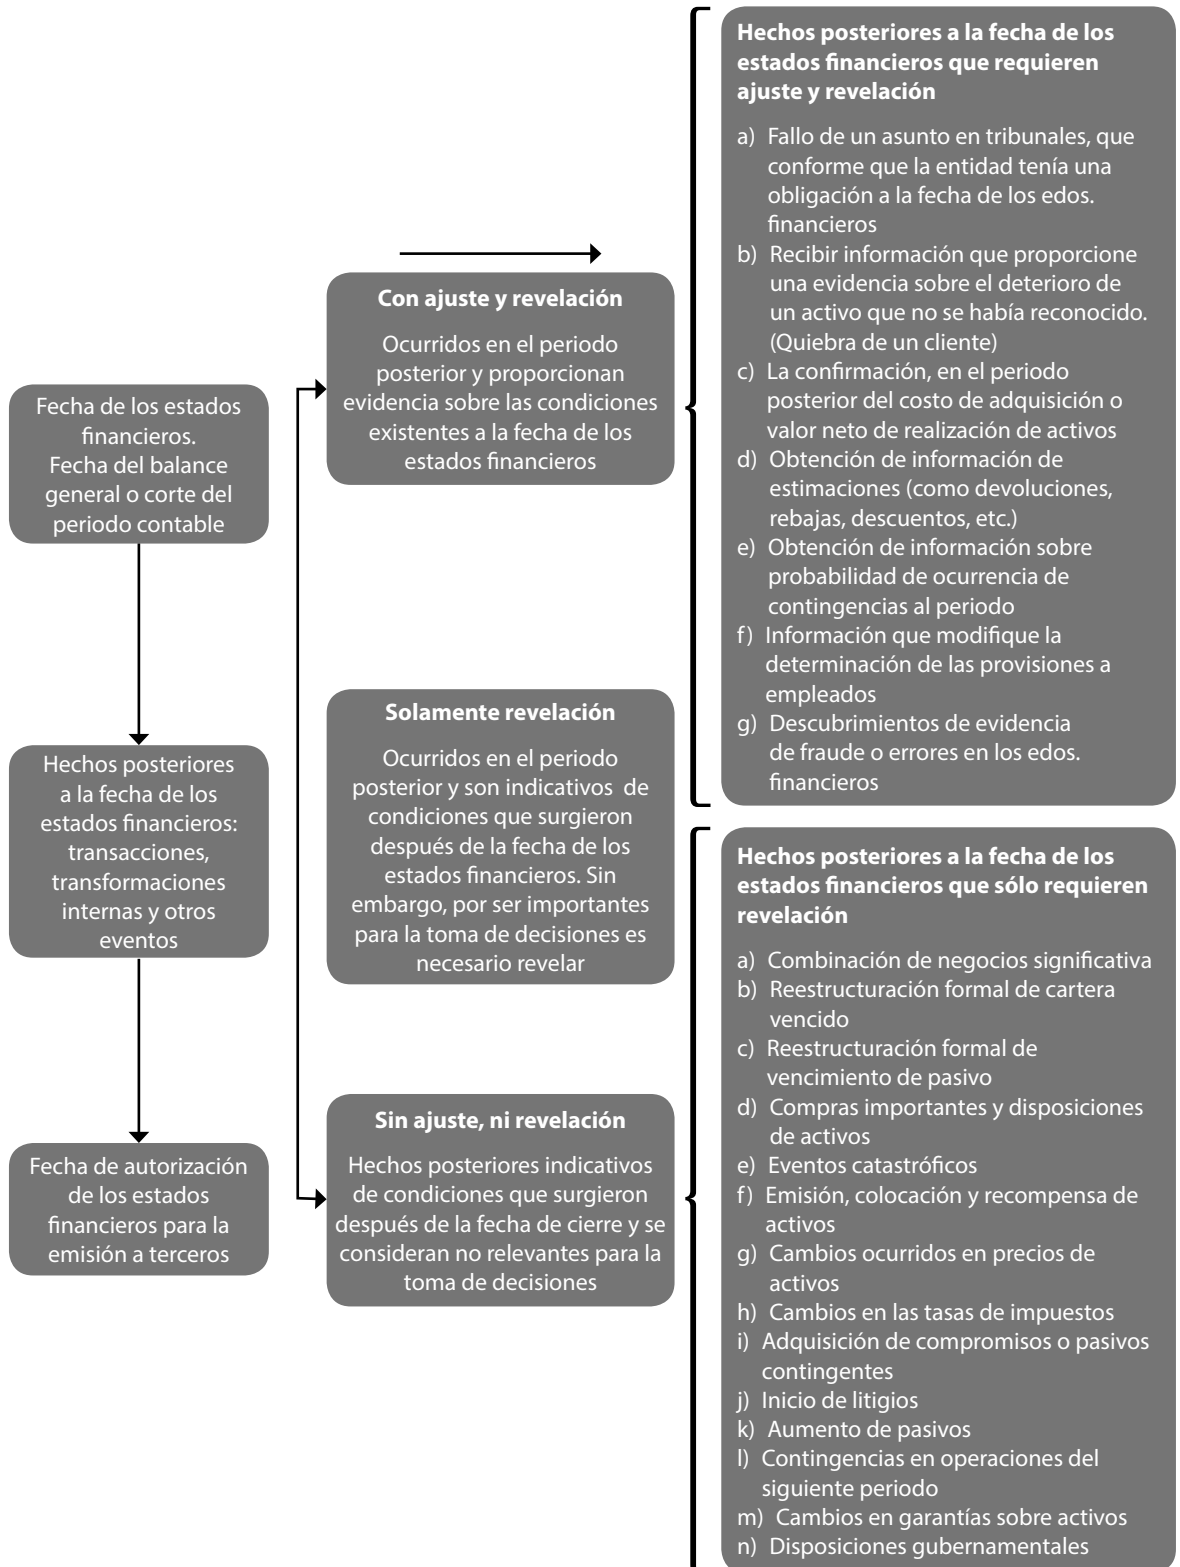 Fecha de los estados
financieros.
Fecha del balance
general o corte del
periodo contable
Hechos posteriores
a la fecha de los
estados financieros:
transacciones,
transformaciones
internas y otros
eventos
Fecha de autorización
de los estados
financieros para la
emisión a terceros
Con ajuste y revelación
Ocurridos en el periodo
posterior y proporcionan
evidencia sobre las condiciones
existentes a la fecha de los
estados financieros
Solamente revelación
Ocurridos en el periodo
posterior y son indicativos de
condiciones que surgieron
después de la fecha de los
estados financieros. Sin
embargo, por ser importantes
para la toma de decisiones es
necesario revelar
Sin ajuste, ni revelación
Hechos posteriores indicativos
de condiciones que surgieron
después de la fecha de cierre y se
consideran no relevantes para la
toma de decisiones
Hechos posteriores a la fecha de los
estados financieros que requieren
ajuste y revelación
a) Fallo de un asunto en tribunales, que
conforme que la entidad tenía una
obligación a la fecha de los edos.
financieros
b) Recibir información que proporcione
una evidencia sobre el deterioro de
un activo que no se había reconocido.
(Quiebra de un cliente)
c) La confirmación, en el periodo
posterior del costo de adquisición o
valor neto de realización de activos
d) Obtención de información de
estimaciones (como devoluciones,
rebajas, descuentos, etc.)
e) Obtención de información sobre
probabilidad de ocurrencia de
contingencias al periodo
f) Información que modifique la
determinación de las provisiones a
empleados
g) Descubrimientos de evidencia
de fraude o errores en los edos.
financieros
Hechos posteriores a la fecha de los
estados financieros que sólo requieren
revelación
a) Combinación de negocios significativa
b) Reestructuración formal de cartera
vencido
c) Reestructuración formal de
vencimiento de pasivo
d) Compras importantes y disposiciones
de activos
e) Eventos catastróficos
f) Emisión, colocación y recompensa de
activos
g) Cambios ocurridos en precios de
activos
h) Cambios en las tasas de impuestos
i) Adquisición de compromisos o pasivos
contingentes
j) Inicio de litigios
k) Aumento de pasivos
l) Contingencias en operaciones del
siguiente periodo
m) Cambios en garantías sobre activos
n) Disposiciones gubernamentales